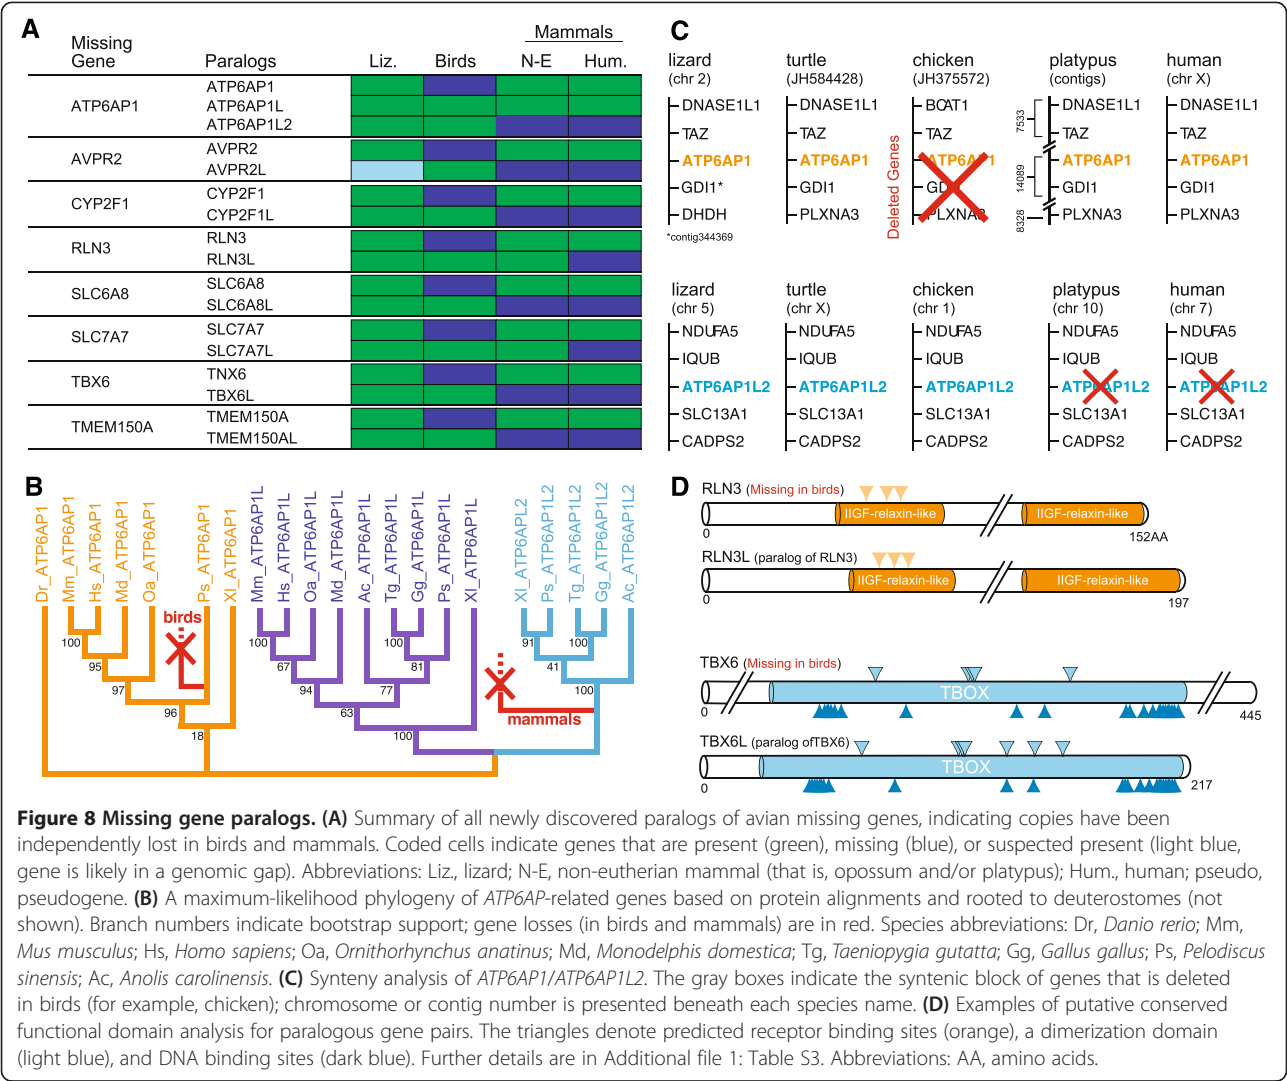 A
Missing
Gene
Paralogs
Liz.
Birds
Mammals
N-E
Hum.
ATP6AP1
ATP6AP1
ATP6AP1L
ATP6AP1L2
AVPR2
AVPR2
AVPR2L
CYP2F1
CYP2F1
CYP2F1L
RLN3
RLN3
RLN3L
SLC6A8
SLC6A8
SLC6A8L
SLC7A7
SLC7A7
SLC7A7L
TBX6
TNX6
TBX6L
TMEM150A
TMEM150A
TMEM150AL
B
Dr_ATP6AP1
Mm_ATP6AP1
Hs_ATP6AP1
Md_ATP6AP1
Oa_ATP6AP1
Ps_ATP6AP1
Xl_ATP6AP1
Mm_ATP6AP1L
Hs_ATP6AP1L
Oa_ATP6AP1L
Md_ATP6AP1L
Ac_ATP6AP1L
Tg_ATP6AP1L
Gg_ATP6AP1L
Ps_ATP6AP1L
Xl_ATP6AP1L
Xl_ATP6APL2
Ps_ATP6AP1L2
Tg_ATP6AP1L2
Gg_ATP6AP1L2
Ac_ATP6AP1L2
birds
100
95
97
96
18
100
67
94
63
100
77
81
100
91
41
100
100
mammals
C
lizard
(chr 2)
DNASE1L1
TAZ
ATP6AP1
GDI1*
DHDH
*contig344369
turtle
(JH584428)
DNASE1L1
TAZ
ATP6AP1
GDI1
PLXNA3
Deleted Genes
chicken
(JH375572)
BCAT1
TAZ
ATP6AP1
GDI1
PLXNA3
platypus
(contigs)
7533
14089
8328
DNASE1L1
TAZ
ATP6AP1
GDI1
PLXNA3
human
(chr X)
DNASE1L1
TAZ
ATP6AP1
GDI1
PLXNA3
lizard
(chr 5)
NDUFA5
IQUB
ATP6AP1L2
SLC13A1
CADPS2
turtle
(chr X)
NDUFA5
IQUB
ATP6AP1L2
SLC13A1
CADPS2
chicken
(chr 1)
NDUFA5
IQUB
ATP6AP1L2
SLC13A1
CADPS2
platypus
(chr 10)
NDUFA5
IQUB
ATP6AP1L2
SLC13A1
CADPS2
human
(chr 7)
NDUFA5
IQUB
ATP6AP1L2
SLC13A1
CADPS2
D
RLN3 (Missing in birds)
IIGF-relaxin-like
IIGF-relaxin-like
0
152AA
RLN3L (paralog of RLN3)
IIGF-relaxin-like
IIGF-relaxin-like
0
197
TBX6 (Missing in birds)
TBOX
0
445
TBX6L (paralog ofTBX6)
TBOX
0
217
Figure 8 Missing gene paralogs. (A) Summary of all newly discovered paralogs of avian missing genes, indicating copies have been
independently lost in birds and mammals. Coded cells indicate genes that are present (green), missing (blue), or suspected present (light blue,
gene is likely in a genomic gap). Abbreviations: Liz., lizard; N-E, non-eutherian mammal (that is, opossum and/or platypus); Hum., human; pseudo,
pseudogene. (B) A maximum-likelihood phylogeny of ATP6AP-related genes based on protein alignments and rooted to deuterostomes (not
shown). Branch numbers indicate bootstrap support; gene losses (in birds and mammals) are in red. Species abbreviations: Dr, Danio rerio; Mm,
Mus musculus; Hs, Homo sapiens; Oa, Ornithorhynchus anatinus; Md, Monodelphis domestica; Tg, Taeniopygia gutatta; Gg, Gallus gallus; Ps, Pelodiscus
sinensis; Ac, Anolis carolinensis. (C) Synteny analysis of ATP6AP1/ATP6AP1L2. The gray boxes indicate the syntenic block of genes that is deleted
in birds (for example, chicken); chromosome or contig number is presented beneath each species name. (D) Examples of putative conserved
functional domain analysis for paralogous gene pairs. The triangles denote predicted receptor binding sites (orange), a dimerization domain
(light blue), and DNA binding sites (dark blue). Further details are in Additional file 1: Table S3. Abbreviations: AA, amino acids.